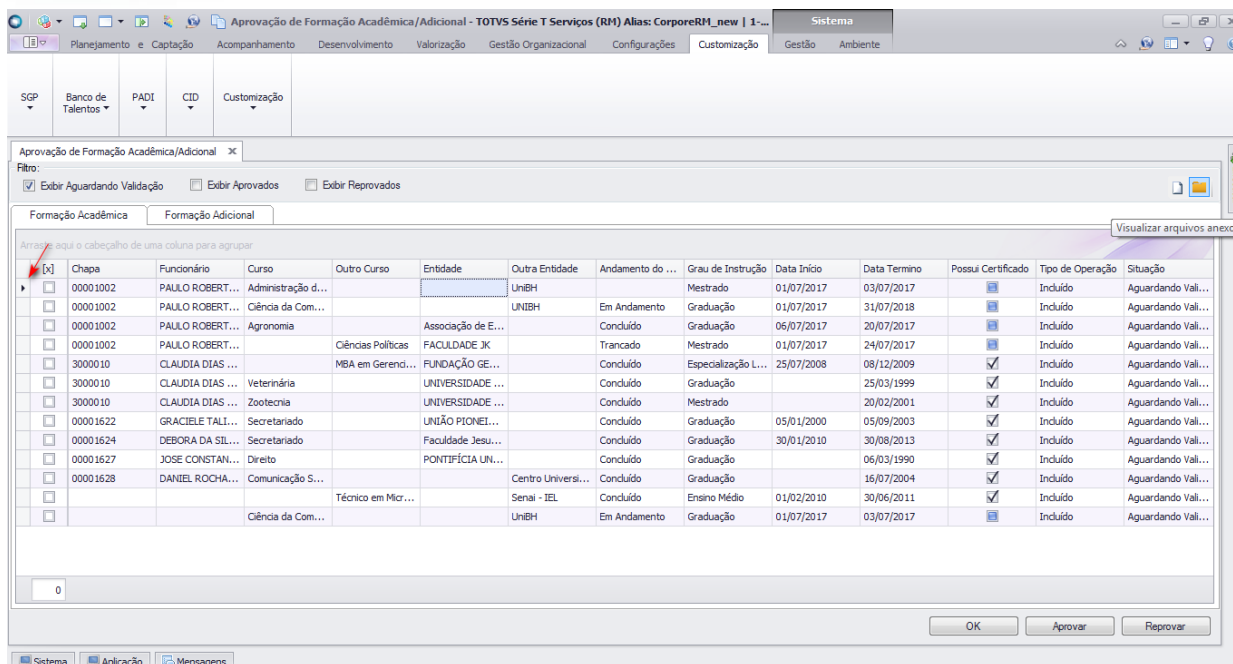 Aprovação de Formação Acadêmica/Adicional - TOTVS Série T Serviços (RM) Alias: CorporeRM_new | 1-... Sistema
Planejamento e Captação Acompanhamento Desenvolvimento Valorização Gestão Organizacional Configurações Customização Gestão Ambiente
SGP Banco de Talentos PADI CID Customização
Aprovação de Formação Acadêmica/Adicional x
Filtro:
Exibir Aguardando Validação Exibir Aprovados Exibir Reprovados
Formação Acadêmica Formação Adicional
Visualizar arquivos anexo
Arraste aqui o cabeçalho de uma coluna para agrupar
[x] Chapa Funcionário Curso Outro Curso Entidade Outra Entidade Andamento do ... Grau de Instrução Data Início Data Termino Possui Certificado Tipo de Operação Situação
00001002 PAULO ROBERT... Administração d... UniBH Mestrado 01/07/2017 03/07/2017 Incluído Aguardando Vali...
00001002 PAULO ROBERT... Ciência da Com... UNIBH Em Andamento Graduação 01/07/2017 31/07/2018 Incluído Aguardando Vali...
00001002 PAULO ROBERT... Agronomia Associação de E... Concluído Graduação 06/07/2017 20/07/2017 Incluído Aguardando Vali...
00001002 PAULO ROBERT... Ciências Políticas FACULDADE JK Trancado Mestrado 01/07/2017 24/07/2017 Incluído Aguardando Vali...
3000010 CLAUDIA DIAS ... MBA em Gerenci... FUNDAÇÃO GE... Concluído Especialização L... 25/07/2008 08/12/2009 Incluído Aguardando Vali...
3000010 CLAUDIA DIAS ... Veterinária UNIVERSIDADE ... Concluído Graduação 25/03/1999 Incluído Aguardando Vali...
3000010 CLAUDIA DIAS ... Zootecnia UNIVERSIDADE ... Concluído Mestrado 20/02/2001 Incluído Aguardando Vali...
00001622 GRACIELE TALI... Secretariado UNIÃO PIONEI... Concluído Graduação 05/01/2000 05/09/2003 Incluído Aguardando Vali...
00001624 DEBORA DA SIL... Secretariado Faculdade Jesu... Concluído Graduação 30/01/2010 30/08/2013 Incluído Aguardando Vali...
00001627 JOSE CONSTAN... Direito PONTIFÍCIA UN... Concluído Graduação 06/03/1990 Incluído Aguardando Vali...
00001628 DANIEL ROCHA... Comunicação S... Centro Universi... Concluído Graduação 16/07/2004 Incluído Aguardando Vali...
Técnico em Micr... Senai - IEL Concluído Ensino Médio 01/02/2010 30/06/2011 Incluído Aguardando Vali...
Ciência da Com... UniBH Em Andamento Graduação 01/07/2017 03/07/2017 Incluído Aguardando Vali...
0
OK Aprovar Reprovar
Sistema Aplicação Mensagens